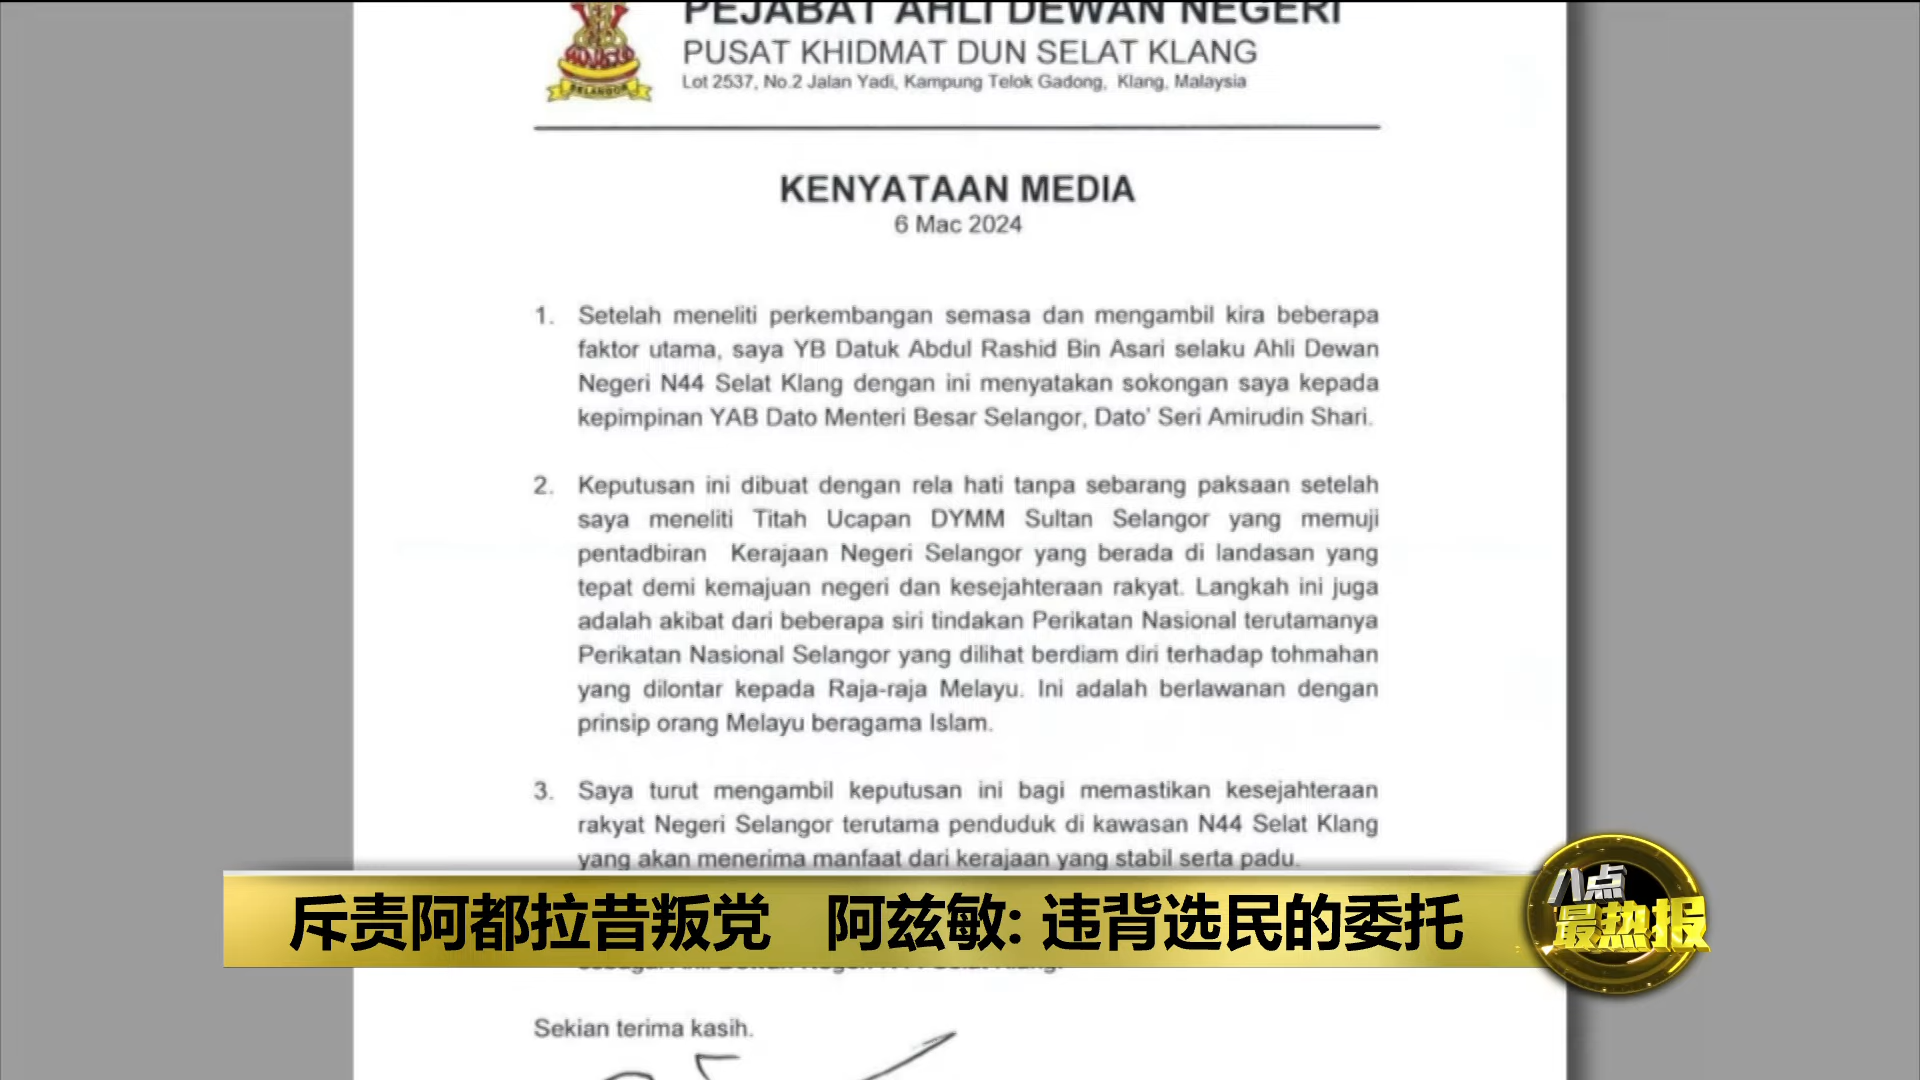 PEJABAT AHLI DEWAN NEGERI
PUSAT KHIDMAT DUN SELAT KLANG
Lot 2537, No.2 Jalan Yadi, Kampung Telok Gadong, Klang, Malaysia
SELANGOR
KENYATAAN MEDIA
6 Mac 2024
1. Setelah meneliti perkembangan semasa dan mengambil kira beberapa
faktor utama, saya YB Datuk Abdul Rashid Bin Asari selaku Ahli Dewan
Negeri N44 Selat Klang dengan ini menyatakan sokongan saya kepada
kepimpinan YAB Dato Menteri Besar Selangor, Dato' Seri Amirudin Shari.
2. Keputusan ini dibuat dengan rela hati tanpa sebarang paksaan setelah
saya meneliti Titah Ucapan DYMM Sultan Selangor yang memuji
pentadbiran Kerajaan Negeri Selangor yang berada di landasan yang
tepat demi kemajuan negeri dan kesejahteraan rakyat. Langkah ini juga
adalah akibat dari beberapa siri tindakan Perikatan Nasional terutamanya
Perikatan Nasional Selangor yang dilihat berdiam diri terhadap tohmahan
yang dilontar kepada Raja-raja Melayu. Ini adalah berlawanan dengan
prinsip orang Melayu beragama Islam.
3. Saya turut mengambil keputusan ini bagi memastikan kesejahteraan
rakyat Negeri Selangor terutama penduduk di kawasan N44 Selat Klang
yang akan menerima manfaat dari kerajaan yang stabil serta padu.
斥责阿都拉昔叛党 阿兹敏: 违背选民的委托
八点
最热报
Sekian terima kasih.